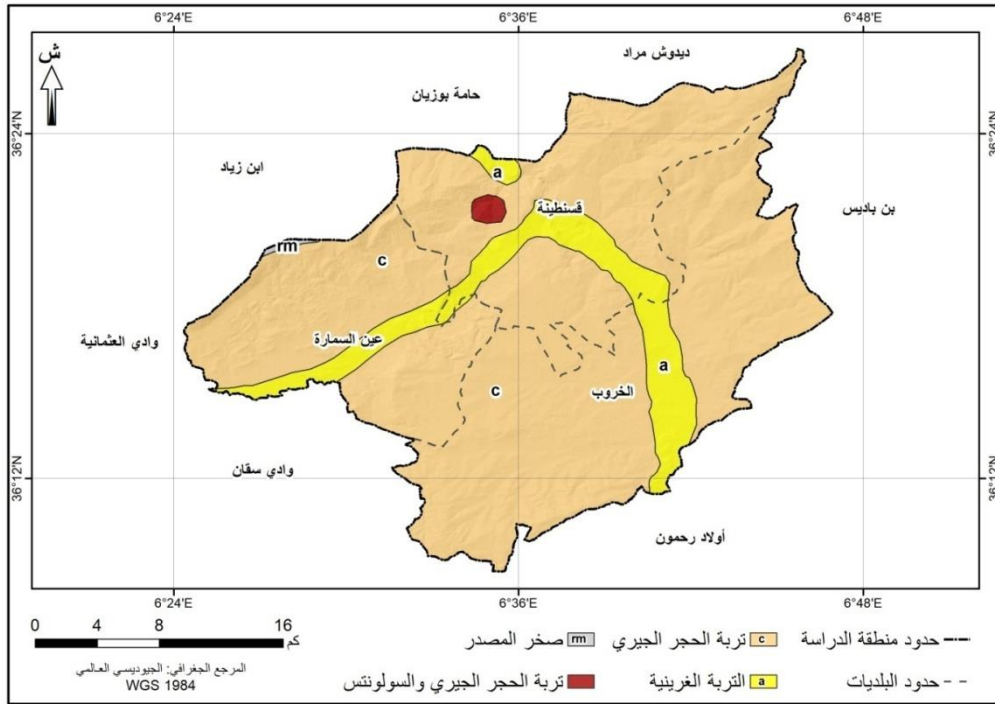 6°24'E
6°36'E
6°48'E
ش
ديدوش مراد
حامة بوزيان
36°24'N
36°24'N
ابن زياد
a
بن باديس
قسنطينة
rm
c
وادي العثمانية
عين السمارة
a
c
الخروب
وادي سقان
36°12'N
36°12'N
أولاد رحمون
6°24'E
6°36'E
6°48'E
0 4 8 16
كم
حدود منطقة الدراسة
c تربة الحجر الجيري
rm صخر المصدر
المرجع الجغرافي: الجيوديسي العالمي
WGS 1984
حدود البلديات
a التربة الغرينية
تربة الحجر الجيري والسولونتس